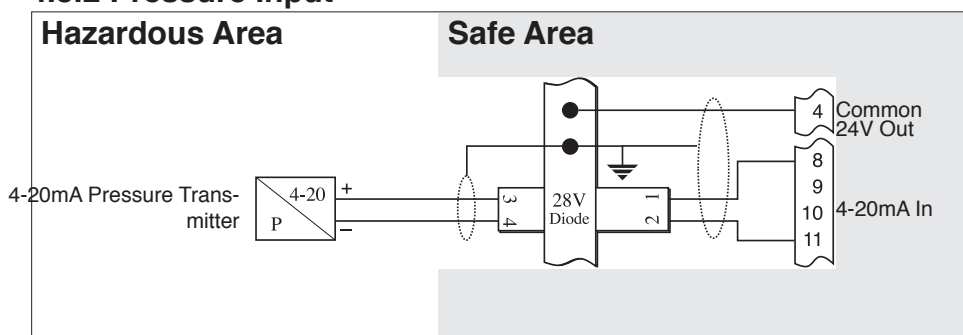 4.3.2 Pressure Input
Hazardous Area
Safe Area
4
Common
24V Out
8
9
10
11
4-20mA In
4-20mA Pressure Trans-
mitter
4-20
P
+
–
3
4
28V
Diode
1
2